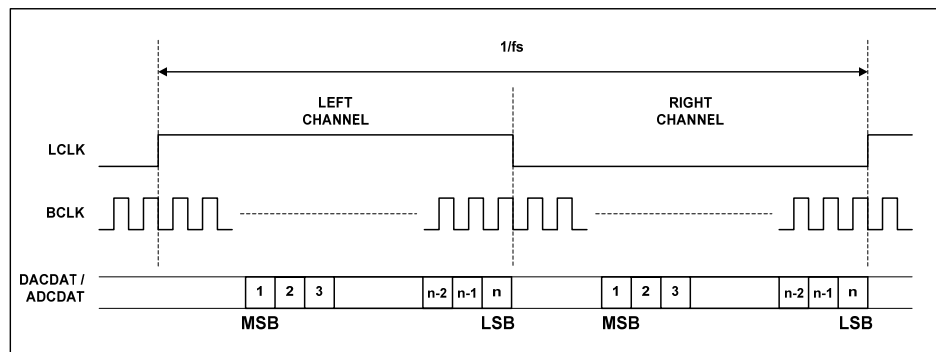 1/fs
LEFT
CHANNEL
RIGHT
CHANNEL
LCLK
BCLK
DACDAT /
ADCDAT
1 2 3 n-2 n-1 n 1 2 3 n-2 n-1 n
MSB LSB MSB LSB